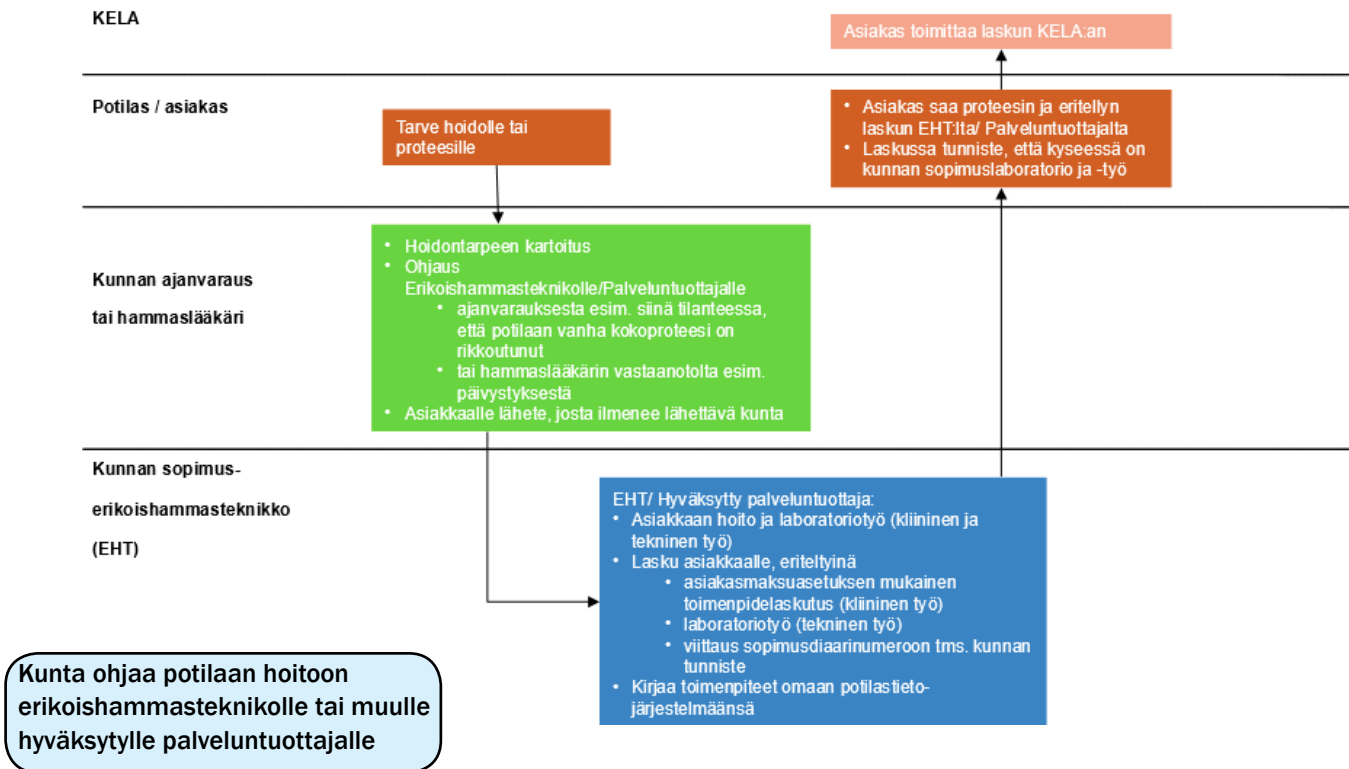 KELA
Asiakas toimittaa laskun KELA:an
Potilas / asiakas
Tarve hoidolle tai
proteesille
• Asiakas saa proteesin ja eritellyn
laskun EHT:lta/ Palveluntuottajalta
• Laskussa tunniste, että kyseessä on
kunnan sopimuslaboratorio ja -työ
Kunnan ajanvaraus
tai hammaslääkäri
• Hoidontarpeen kartoitus
• Ohjaus
Erikoishammasteknikolle/Palveluntuottajalle
• ajanvarauksesta esim. siinä tilanteessa,
että potilaan vanha kokoproteesi on
rikkoutunut
• tai hammaslääkärin vastaanotolta esim.
päivystyksestä
• Asiakkaalle lähete, josta ilmenee lähettävä kunta
Kunnan sopimus-
erikoishammasteknikko
(EHT)
EHT/ Hyväksytty palveluntuottaja:
• Asiakkaan hoito ja laboratoriotyö (kliininen ja
tekninen työ)
• Lasku asiakkaalle, eriteltyinä
• asiakasmaksuasetuksen mukainen
toimenpidelaskutus (kliininen työ)
• laboratoriotyö (tekninen työ)
• viittaus sopimusdiaarinumeroon tms. kunnan
tunniste
• Kirjaa toimenpiteet omaan potilastieto-
järjestelmäänsä
Kunta ohjaa potilaan hoitoon
erikoishammasteknikolle tai muulle
hyväksytylle palveluntuottajalle